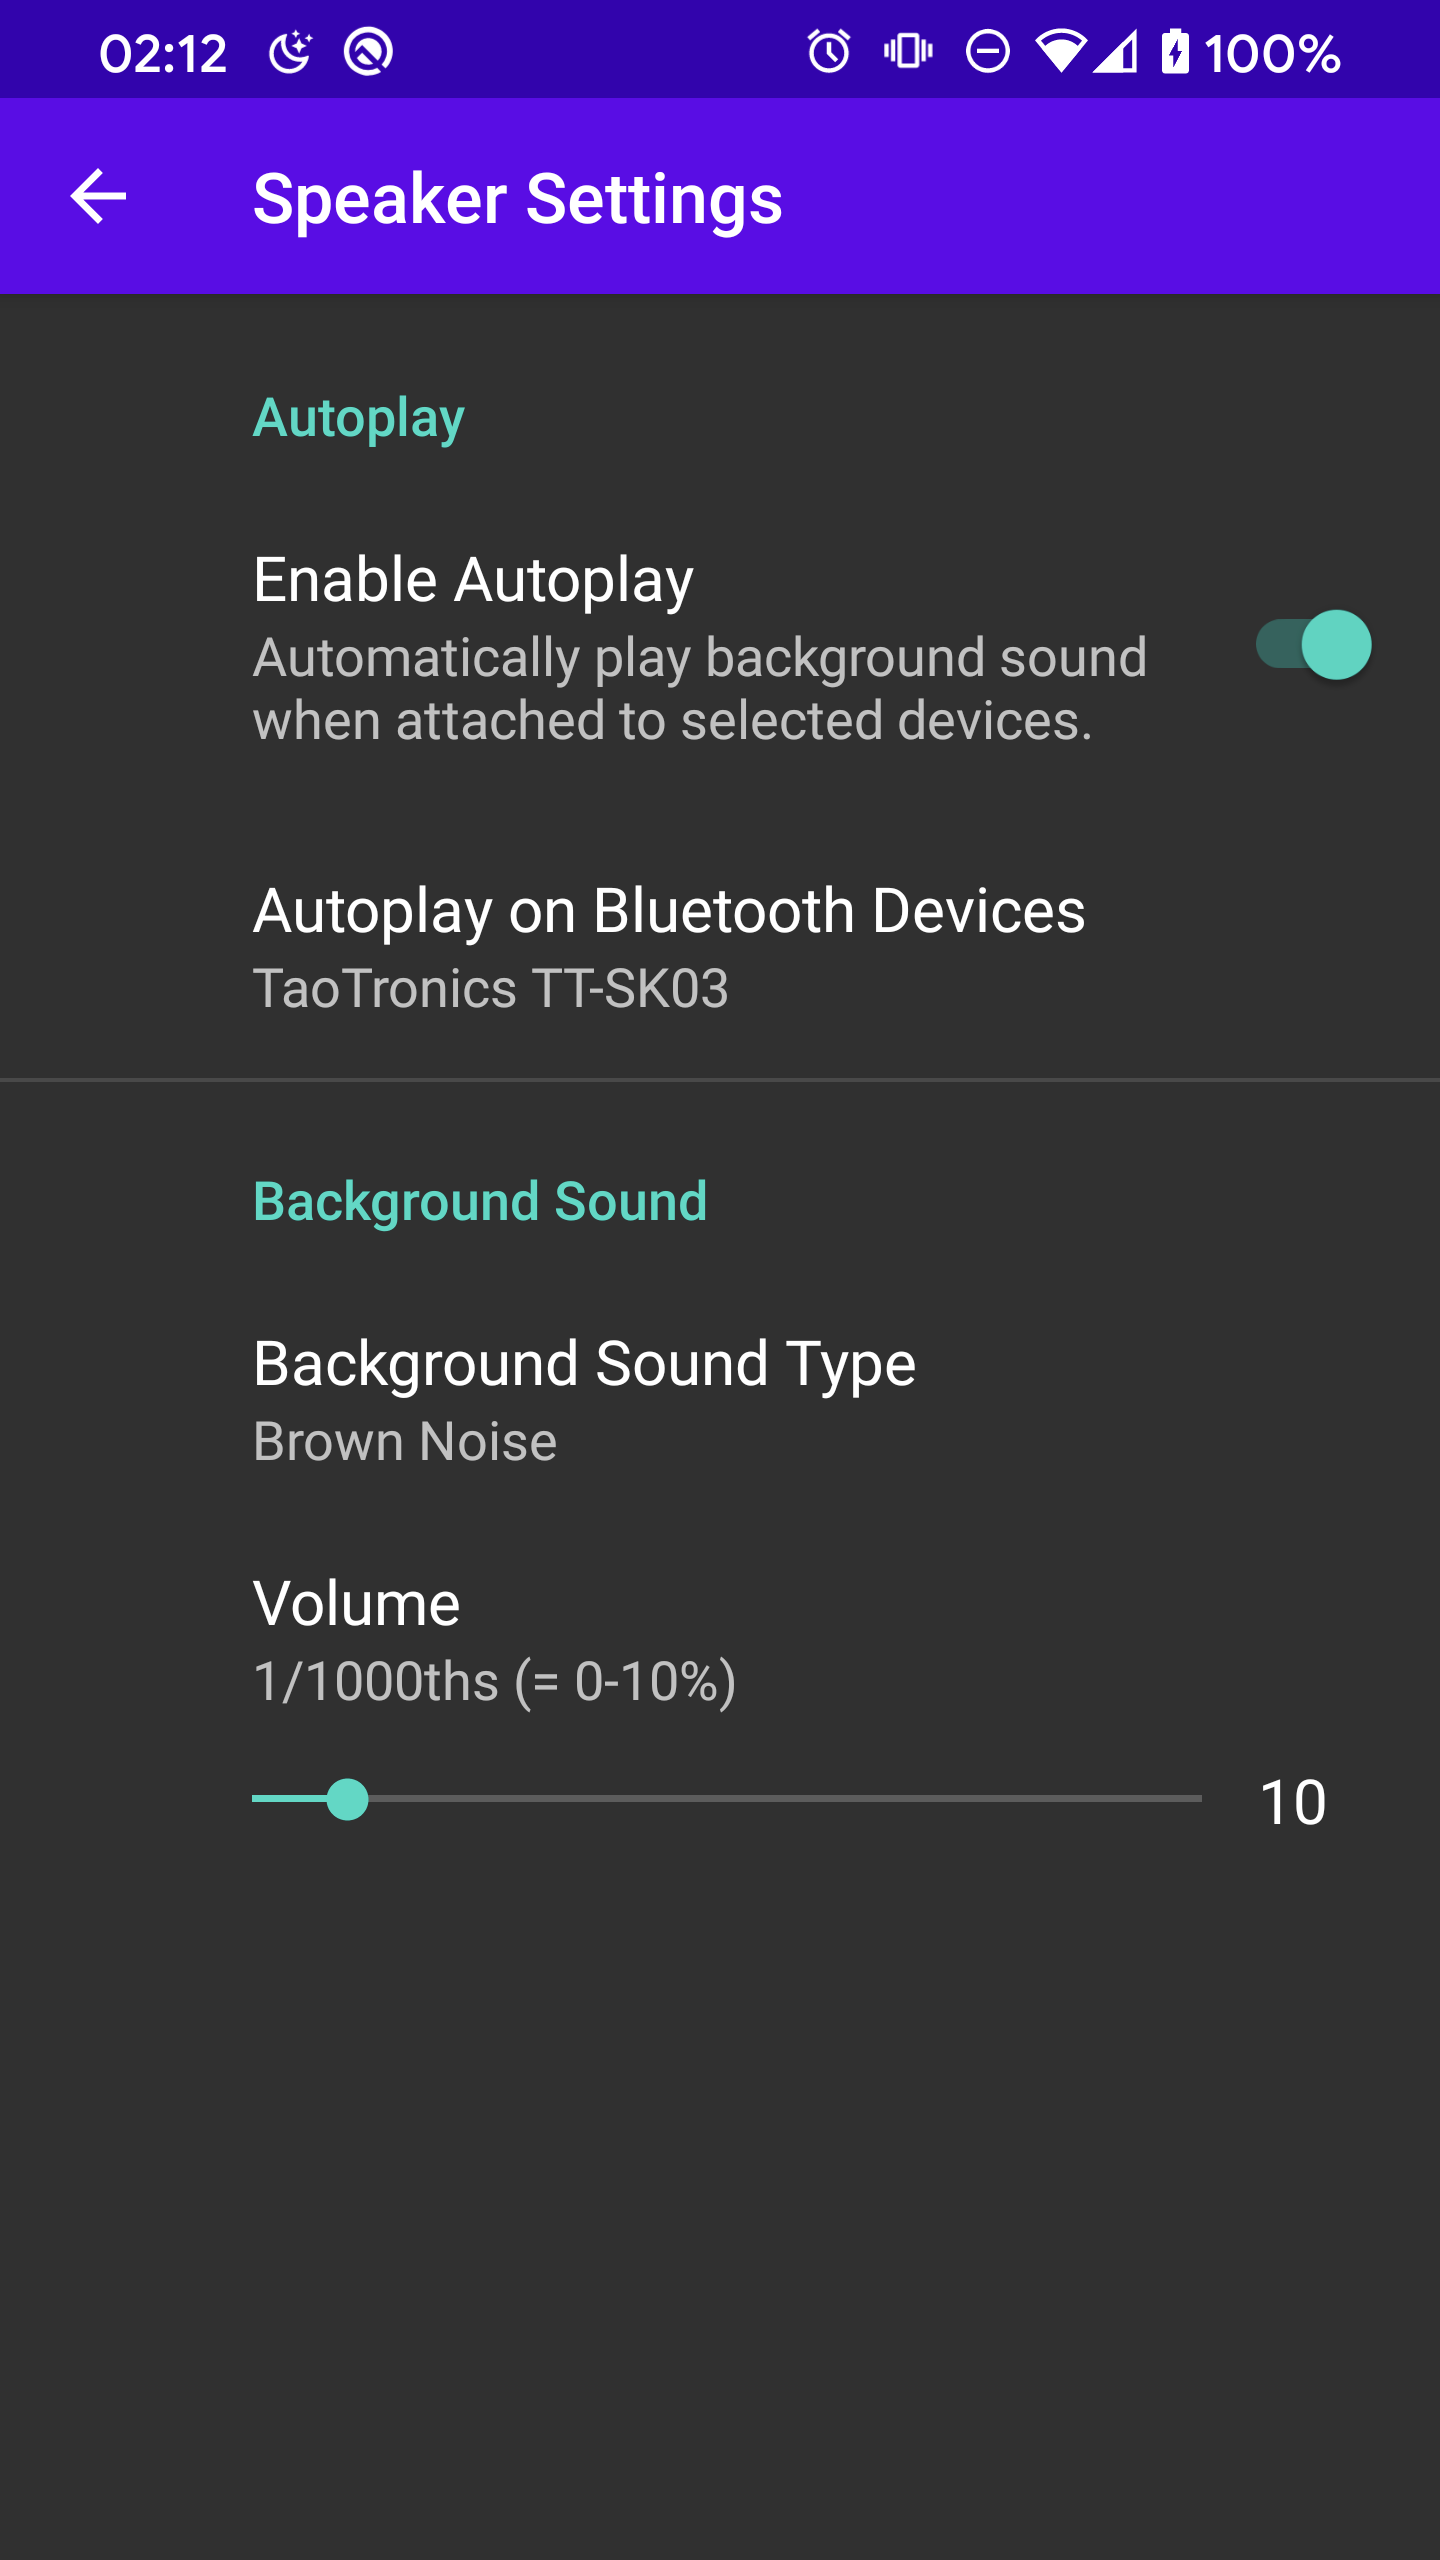 02:12
100%
Speaker Settings
Autoplay
Enable Autoplay
Automatically play background sound
when attached to selected devices.
Autoplay on Bluetooth Devices
TaoTronics TT-SK03
Background Sound
Background Sound Type
Brown Noise
Volume
1/1000ths (= 0-10%)
10